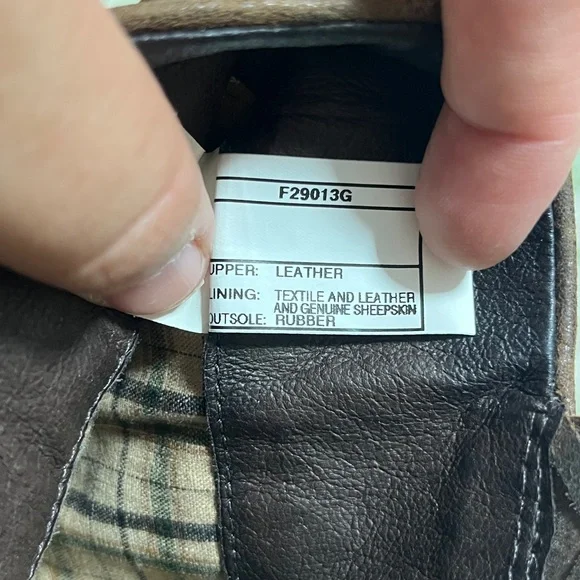 F29013G
UPPER: LEATHER
LINING: TEXTILE AND LEATHER
AND GENUINE SHEEPSKIN
OUTSOLE: RUBBER